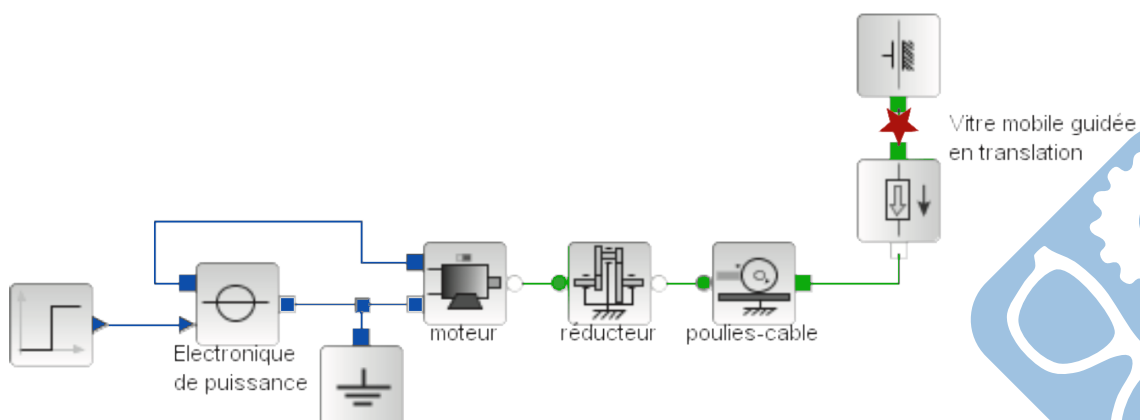 Vitre mobile guidée
en translation
moteur
réducteur
poulies-cable
Electronique
de puissance